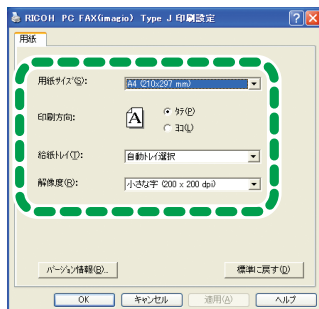 RICOH PC FAX(imagio) Type J 印刷設定
用紙
用紙サイズ(S):
A4 (210x297 mm)
印刷方向:
A
タテ(P)
ヨコ(L)
給紙トレイ(T):
自動トレイ選択
解像度(R):
小さな字 (200 x 200 dpi)
バージョン情報(B)...
標準に戻す(D)
OK
キャンセル
適用(A)
ヘルプ